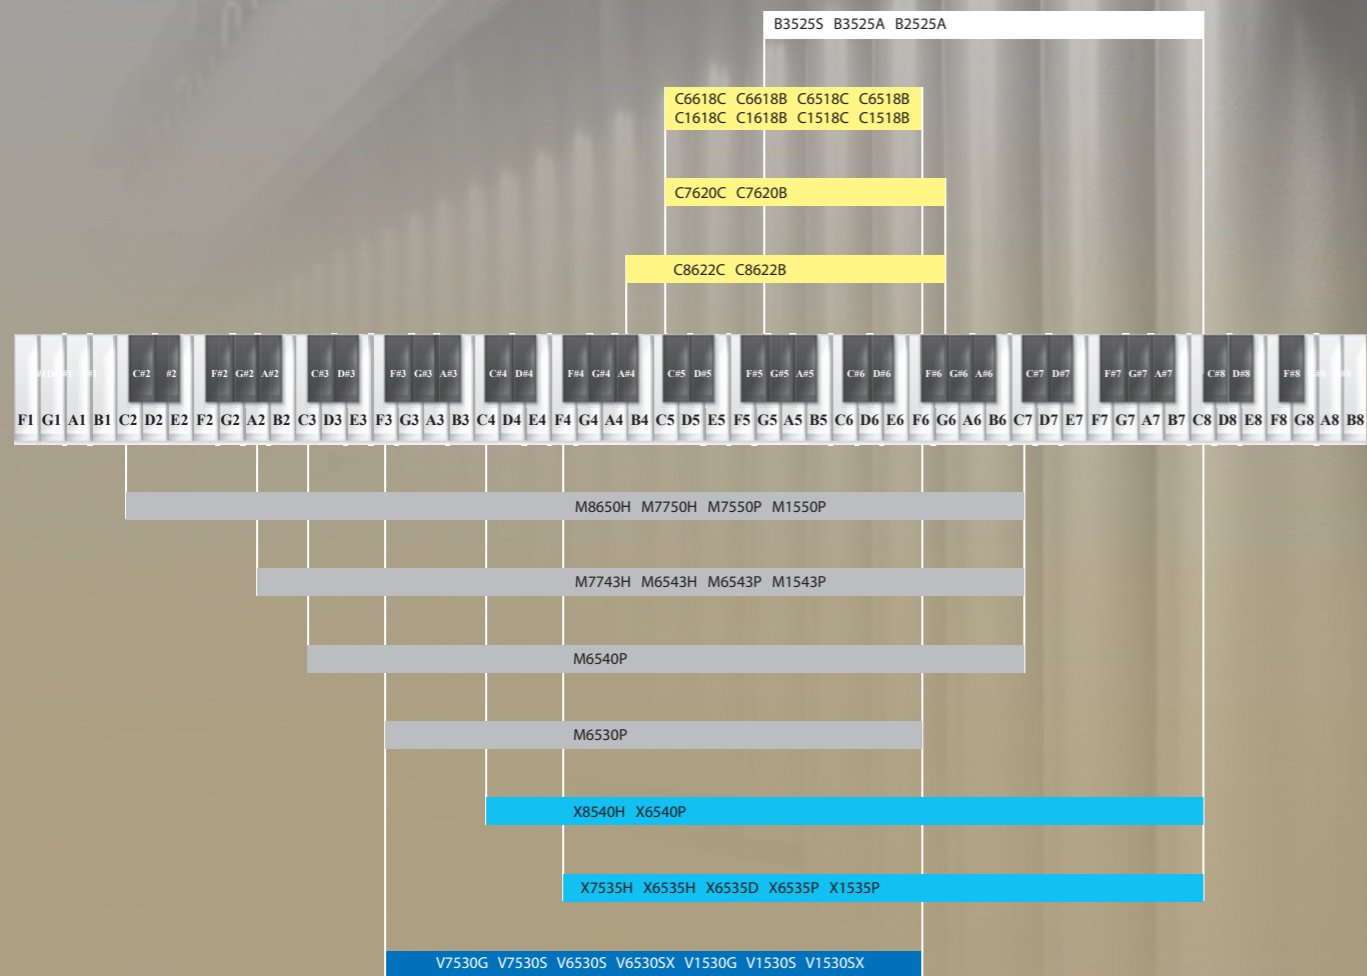 B3525S B3525A B2525A
C6618C C6618B C6518C C6518B
C1618C C1618B C1518C C1518B
C7620C C7620B
C8622C C8622B
C#2 #2 F#2 G#2 A#2 C#3 D#3 F#3 G#3 A#3 C#4 D#4 F#4 G#4 A#4 C#5 D#5 F#5 G#5 A#5 C#6 D#6 F#6 G#6 A#6 C#7 D#7 F#7 G#7 A#7 C#8 D#8 F#8
F1 G1 A1 B1 C2 D2 E2 F2 G2 A2 B2 C3 D3 E3 F3 G3 A3 B3 C4 D4 E4 F4 G4 A4 B4 C5 D5 E5 F5 G5 A5 B5 C6 D6 E6 F6 G6 A6 B6 C7 D7 E7 F7 G7 A7 B7 C8 D8 E8 F8 G8 A8 B8
M8650H M7750H M7550P M1550P
M7743H M6543H M6543P M1543P
M6540P
M6530P
X8540H X6540P
X7535H X6535H X6535D X6535P X1535P
V7530G V7530S V6530S V6530SX V1530G V1530S V1530SX